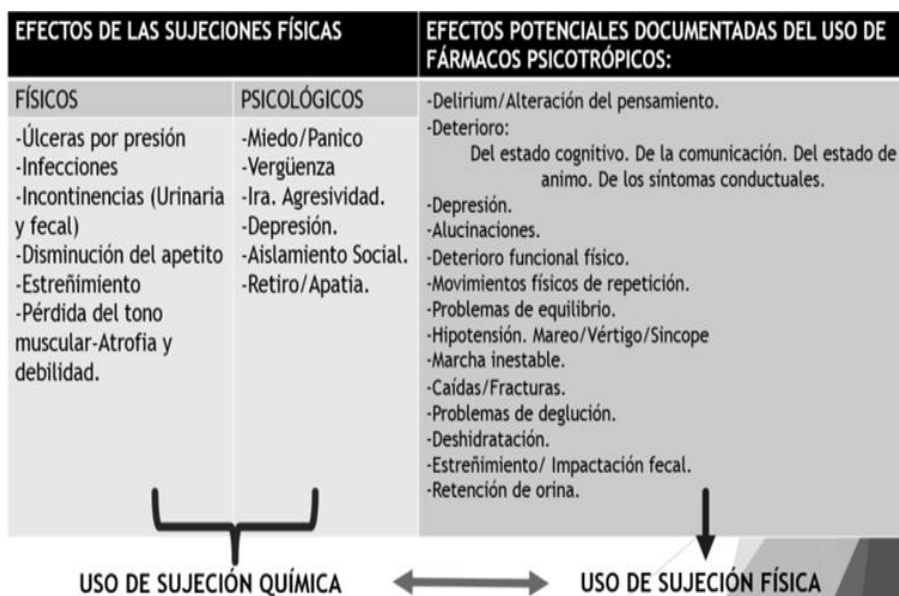 EFECTOS DE LAS SUJECIONES FÍSICAS
FÍSICOS
-Úlceras por presión
-Infecciones
-Incontinencias (Urinaria
y fecal)
-Disminución del apetito
-Estreñimiento
-Pérdida del tono
muscular-Atrofia y
debilidad.
PSICOLÓGICOS
-Miedo/Panico
-Vergüenza
-Ira. Agresividad.
-Depresión.
-Aislamiento Social.
-Retiro/Apatia.
EFECTOS POTENCIALES DOCUMENTADAS DEL USO DE
FÁRMACOS PSICOTRÓPICOS:
-Delirium/Alteración del pensamiento.
-Deterioro:
Del estado cognitivo. De la comunicación. Del estado de
animo. De los síntomas conductuales.
-Depresión.
-Alucinaciones.
-Deterioro funcional físico.
-Movimientos físicos de repetición.
-Problemas de equilibrio.
-Hipotensión. Mareo/Vértigo/Sincope
-Marcha inestable.
-Caídas/Fracturas.
-Problemas de deglución.
-Deshidratación.
-Estreñimiento/ Impactación fecal.
-Retención de orina.
USO DE SUJECIÓN QUÍMICA
USO DE SUJECIÓN FÍSICA